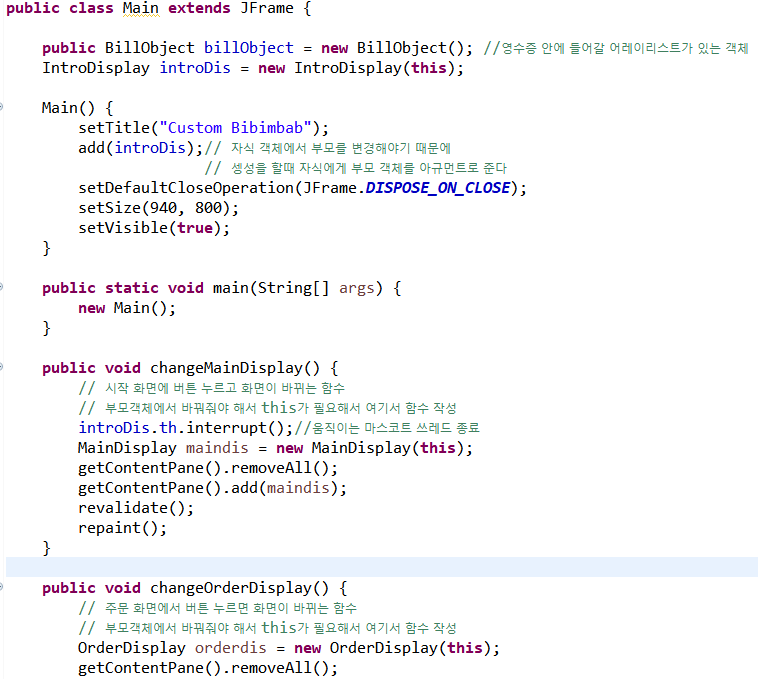 public class Main extends JFrame {
public BillObject billObject = new BillObject(); //영수증 안에 들어갈 어레이리스트가 있는 객체
IntroDisplay introDis = new IntroDisplay(this);
Main() {
setTitle("Custom Bibimbab");
add(introDis);// 자식 객체에서 부모를 변경해야기 때문에
// 셍성을 할때 자식에게 부모 객체를 아규먼트로 준다
setDefaultCloseOperation(JFrame.DISPOSE_ON_CLOSE);
setSize(940, 800);
setVisible(true);
}
public static void main(String[] args) {
new Main();
}
public void changeMainDisplay() {
// 시작 화면에 버튼 누르고 화면이 바뀌는 함수
// 부모객체에서 바꿔줘야 해서 this가 필요해서 여기서 함수 작성
introDis.th.interrupt();//움직이는 마스코트 쓰레드 종료
MainDisplay maindis = new MainDisplay(this);
getContentPane().removeAll();
getContentPane().add(maindis);
revalidate();
repaint();
}
public void changeOrderDisplay() {
// 주문 화면에서 버튼 누르면 화면이 바뀌는 함수
// 부모객체에서 바꿔줘야 해서 this가 필요해서 여기서 함수 작성
OrderDisplay orderdis = new OrderDisplay(this);
getContentPane().removeAll();